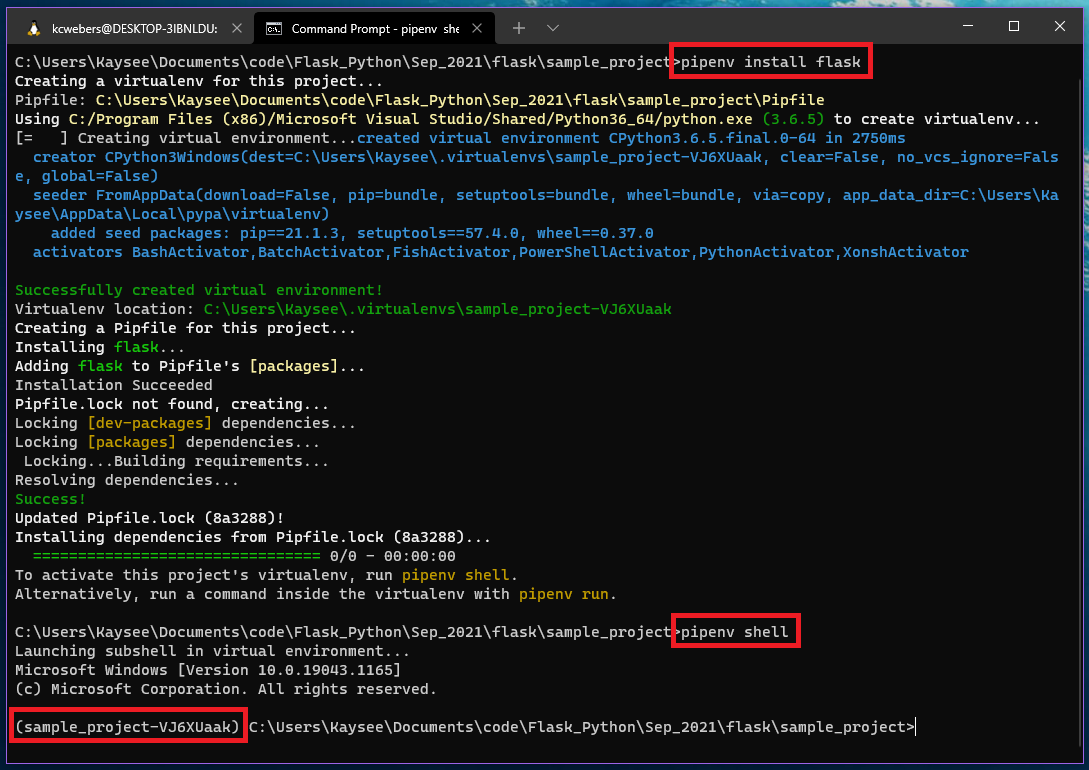 kcwebers@DESKTOP-3IBNLDU:
Command Prompt - pipenv she
C:\Users\Kaysee\Documents\code\Flask_Python\Sep_2021\flask\sample_project>pipenv install flask
Creating a virtualenv for this project...
Pipfile: C:\Users\Kaysee\Documents\code\Flask_Python\Sep_2021\flask\sample_project\Pipfile
Using C:/Program Files (x86)/Microsoft Visual Studio/Shared/Python36_64/python.exe (3.6.5) to create virtualenv...
[=   ] Creating virtual environment...created virtual environment CPython3.6.5.final.0-64 in 2750ms
  creator CPython3Windows(dest=C:\Users\Kaysee\.virtualenvs\sample_project-VJ6XUaak, clear=False, no_vcs_ignore=Fals
e, global=False)
  seeder FromAppData(download=False, pip=bundle, setuptools=bundle, wheel=bundle, via=copy, app_data_dir=C:\Users\Ka
ysee\AppData\Local\pypa\virtualenv)
    added seed packages: pip==21.1.3, setuptools==57.4.0, wheel==0.37.0
  activators BashActivator,BatchActivator,FishActivator,PowerShellActivator,PythonActivator,XonshActivator
Successfully created virtual environment!
Virtualenv location: C:\Users\Kaysee\.virtualenvs\sample_project-VJ6XUaak
Creating a Pipfile for this project...
Installing flask...
Adding flask to Pipfile's [packages]...
Installation Succeeded
Pipfile.lock not found, creating...
Locking [dev-packages] dependencies...
Locking [packages] dependencies...
 Locking...Building requirements...
Resolving dependencies...
Success!
Updated Pipfile.lock (8a3288)!
Installing dependencies from Pipfile.lock (8a3288)...
  ================================ 0/0 - 00:00:00
To activate this project's virtualenv, run pipenv shell.
Alternatively, run a command inside the virtualenv with pipenv run.
C:\Users\Kaysee\Documents\code\Flask_Python\Sep_2021\flask\sample_project>pipenv shell
Launching subshell in virtual environment...
Microsoft Windows [Version 10.0.19043.1165]
(c) Microsoft Corporation. All rights reserved.
(sample_project-VJ6XUaak) C:\Users\Kaysee\Documents\code\Flask_Python\Sep_2021\flask\sample_project>